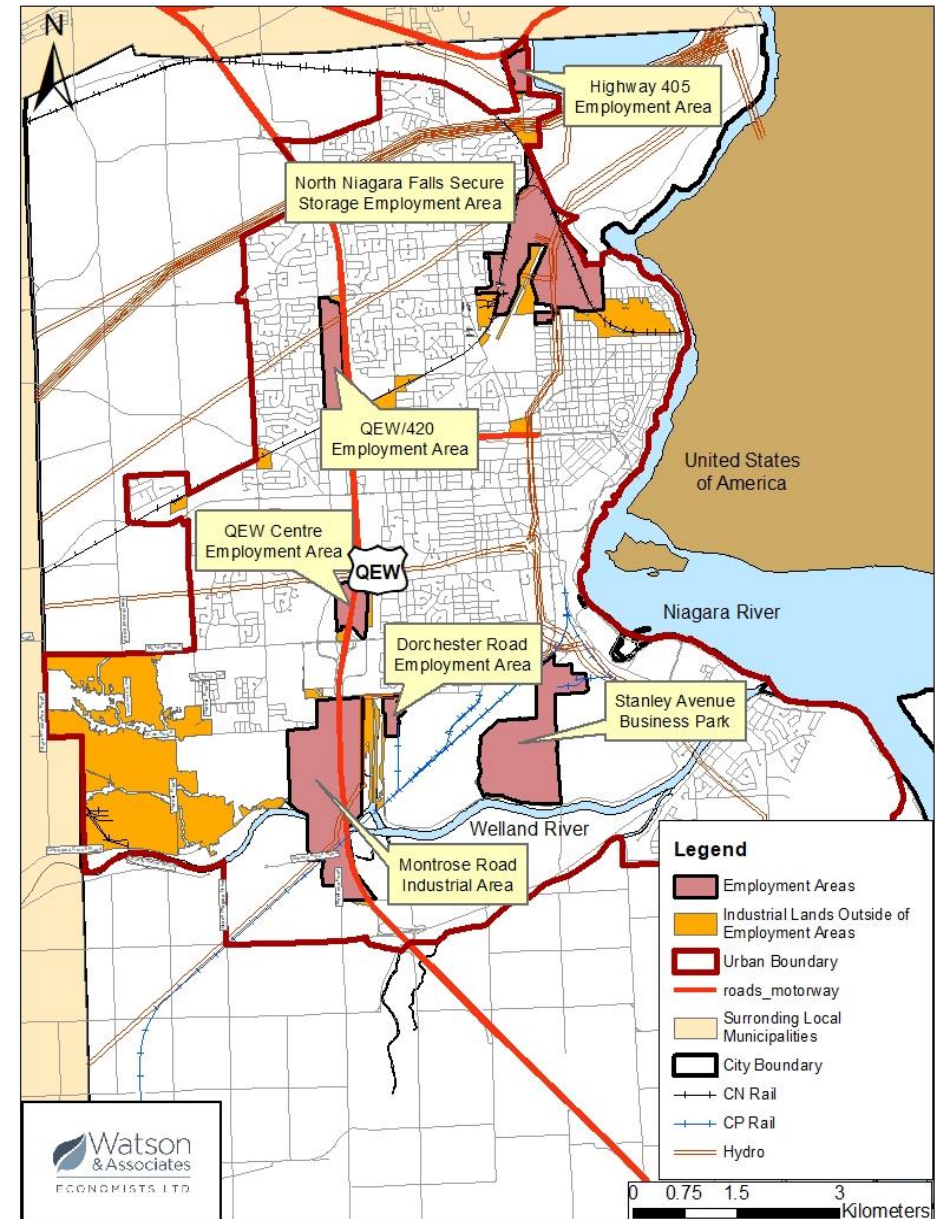 N
Highway 405
Employment Area
North Niagara Falls Secure
Storage Employment Area
QEW/420
Employment Area
United States
of America
QEW Centre
Employment Area
QEW
Niagara River
Dorchester Road
Employment Area
Stanley Avenue
Business Park
Welland River
Montrose Road
Industrial Area
Legend
Employment Areas
Industrial Lands Outside of
Employment Areas
Urban Boundary
roads_motorway
Surronding Local
Municipalities
City Boundary
CN Rail
CP Rail
Hydro
Watson
& Associates
ECONOMISTS LTD.
0 0.75 1.5 3
Kilometers